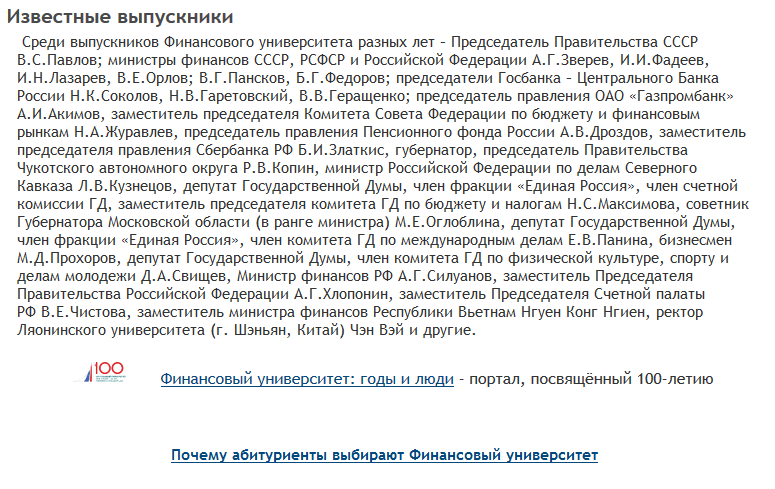 Известные выпускники
Среди выпускников Финансового университета разных лет – Председатель Правительства СССР
В.С.Павлов; министры финансов СССР, РСФСР и Российской Федерации А.Г.Зверев, И.И.Фадеев,
И.Н.Лазарев, В.Е.Орлов; В.Г.Пансков, Б.Г.Федоров; председатели Госбанка – Центрального Банка
России Н.К.Соколов, Н.В.Гаретовский, В.В.Геращенко; председатель правления ОАО «Газпромбанк»
А.И.Акимов, заместитель председателя Комитета Совета Федерации по бюджету и финансовым
рынкам Н.А.Журавлев, председатель правления Пенсионного фонда России А.В.Дроздов, заместитель
председателя правления Сбербанка РФ Б.И.Златкис, губернатор, председатель Правительства
Чукотского автономного округа Р.В.Копин, министр Российской Федерации по делам Северного
Кавказа Л.В.Кузнецов, депутат Государственной Думы, член фракции «Единая Россия», член счетной
комиссии ГД, заместитель председателя комитета ГД по бюджету и налогам Н.С.Максимова, советник
Губернатора Московской области (в ранге министра) М.Е.Оглоблина, депутат Государственной Думы,
член фракции «Единая Россия», член комитета ГД по международным делам Е.В.Панина, бизнесмен
М.Д.Прохоров, депутат Государственной Думы, член комитета ГД по физической культуре, спорту и
делам молодежи Д.А.Свищев, Министр финансов РФ А.Г.Силуанов, заместитель Председателя
Правительства Российской Федерации А.Г.Хлопонин, заместитель Председателя Счетной палаты
РФ В.Е.Чистова, заместитель министра финансов Республики Вьетнам Нгуен Конг Нгиен, ректор
Ляонинского университета (г. Шэньян, Китай) Чэн Вэй и другие.
100
Финансовый университет: годы и люди - портал, посвящённый 100-летию
Почему абитуриенты выбирают Финансовый университет